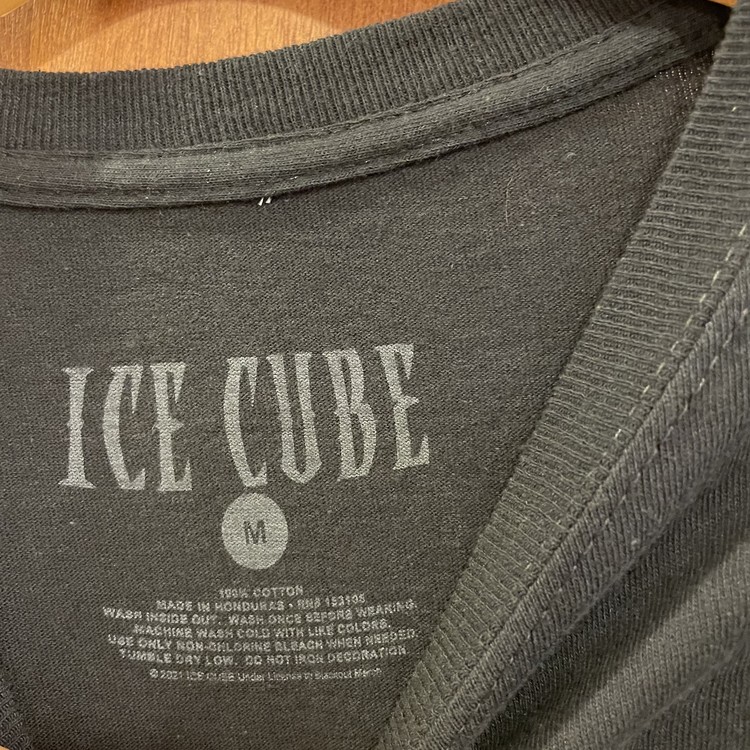 ICE CUBE
M
100% COTTON
MADE IN HONDURAS • RN# 153105
WASH INSIDE OUT. WASH ONCE BEFORE WEARING.
MACHINE WASH COLD WITH LIKE COLORS.
USE ONLY NON-CHLORINE BLEACH WHEN NEEDED.
TUMBLE DRY LOW. DO NOT IRON DECORATION.
© 2021 ICE CUBE Under License to Blackout Merch